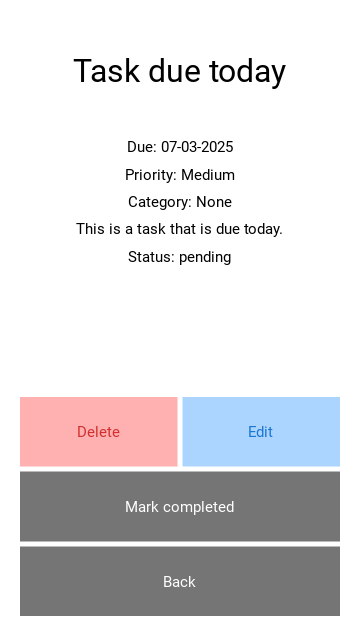 Task due today
Due: 07-03-2025
Priority: Medium
Category: None
This is a task that is due today.
Status: pending
Delete
Edit
Mark completed
Back